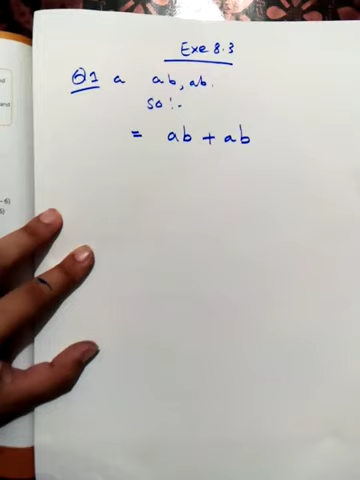 Exe 8.3
Q1 a ab, ab.
so :-
= ab + ab